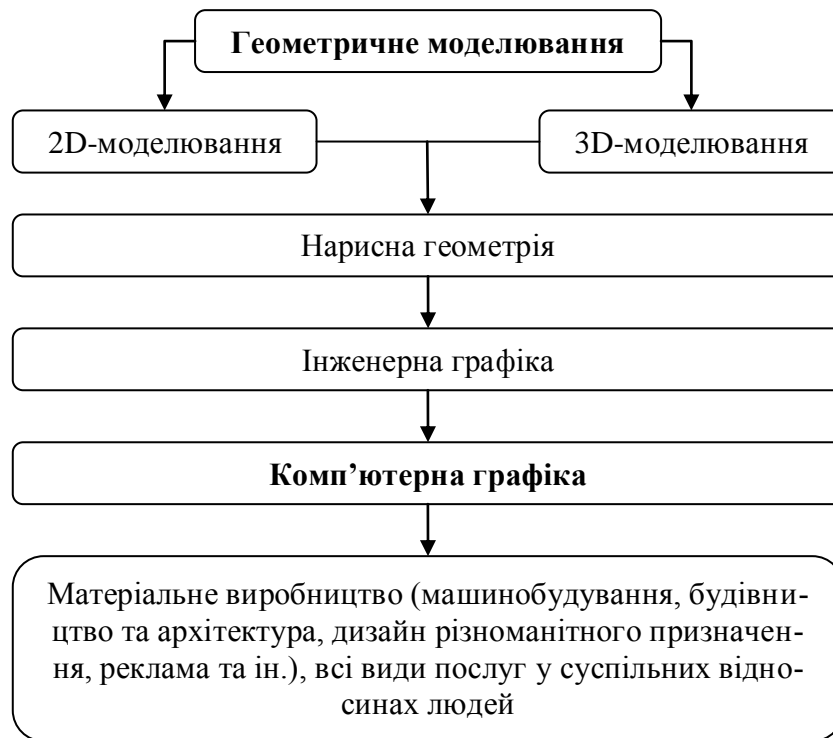 Геометричне моделювання
2D-моделювання
3D-моделювання
Нарисна геометрія
Інженерна графіка
Комп’ютерна графіка
Матеріальне виробництво (машинобудування, будівни-
цтво та архітектура, дизайн різноманітного призначен-
ня, реклама та ін.), всі види послуг у суспільних відно-
синах людей